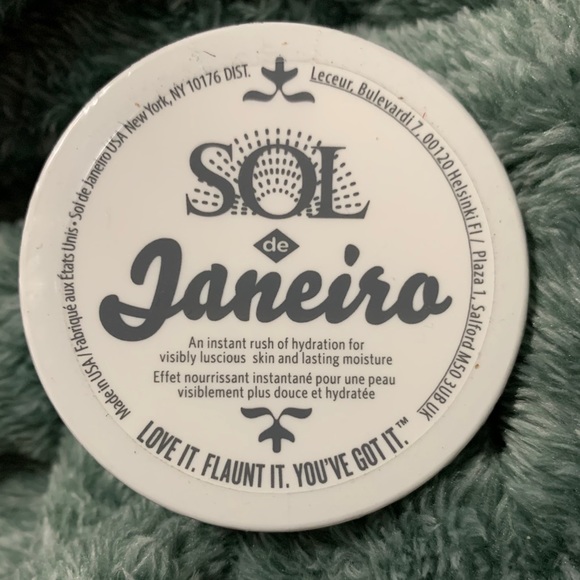 Made in USA / Fabriqué aux États Unis • Sol de Janeiro USA New York, NY 10176 DIST.
Leceur, Bulevardi 7, 00120 Helsinki FI / Plaza 1, Salford M50 3UB UK
SOL
de
Janeiro
An instant rush of hydration for
visibly luscious skin and lasting moisture
Effet nourrissant instantané pour une peau
visiblement plus douce et hydratée
LOVE IT. FLAUNT IT. YOU'VE GOT IT.™